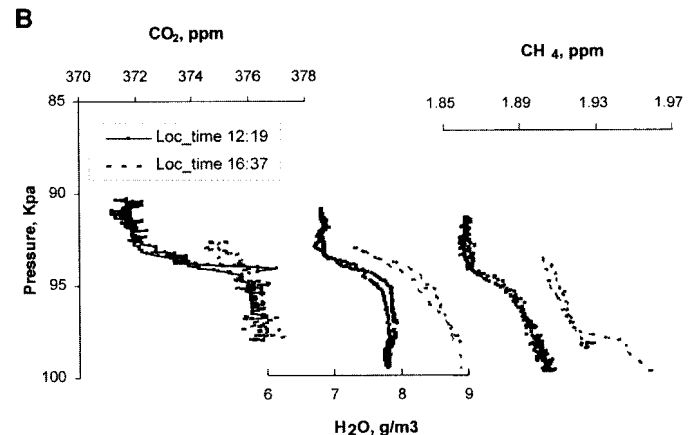 B
CO2, ppm
CH 4, ppm
370 372 374 376 378
1.85 1.89 1.93 1.97
85
90
95
100
Pressure, Kpa
Loc_time 12:19
Loc_time 16:37
6 7 8 9
H2O, g/m3